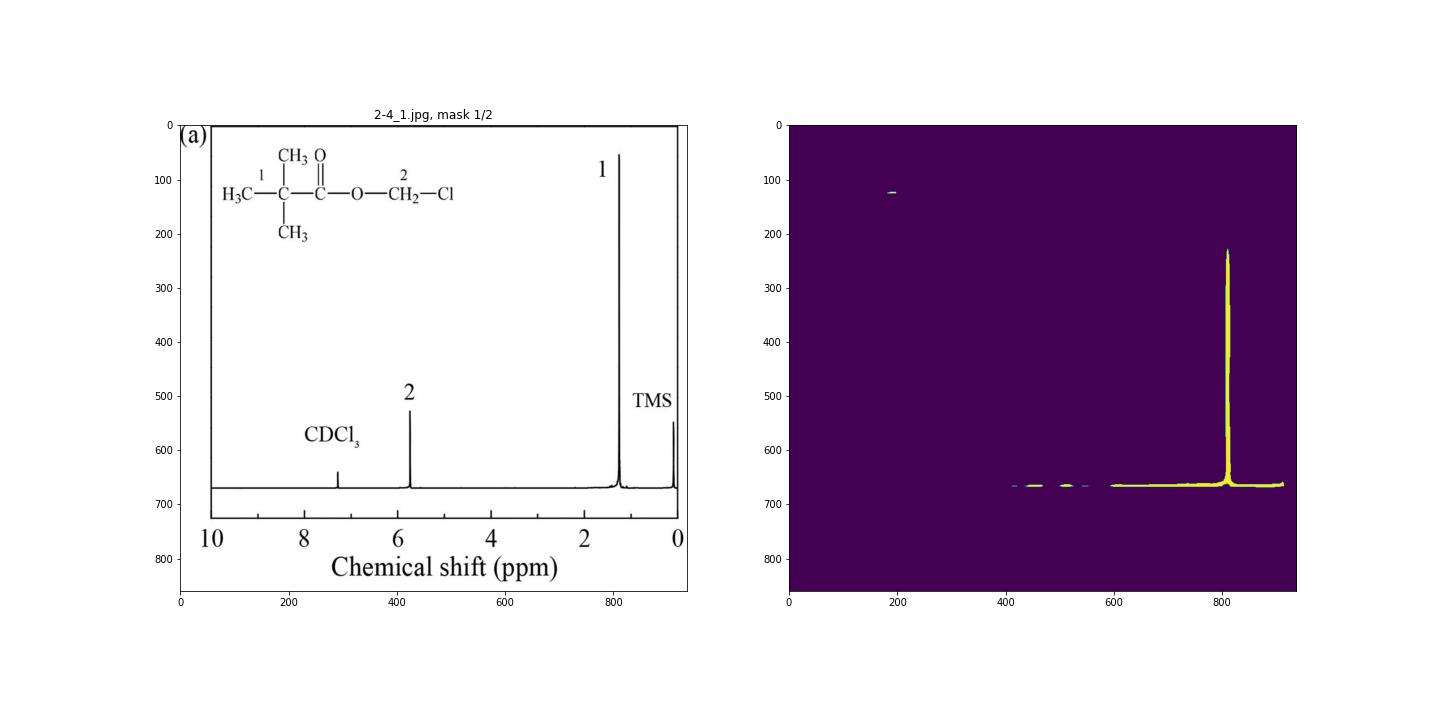 2-4_1.jpg, mask 1/2
(a)
CH3 O
1 2
H3C—C—C—O—CH2—Cl
CH3
1
2
CDCl3
TMS
10 8 6 4 2 0
Chemical shift (ppm)
0
100
200
300
400
500
600
700
800
0 200 400 600 800
0
100
200
300
400
500
600
700
800
0 200 400 600 800